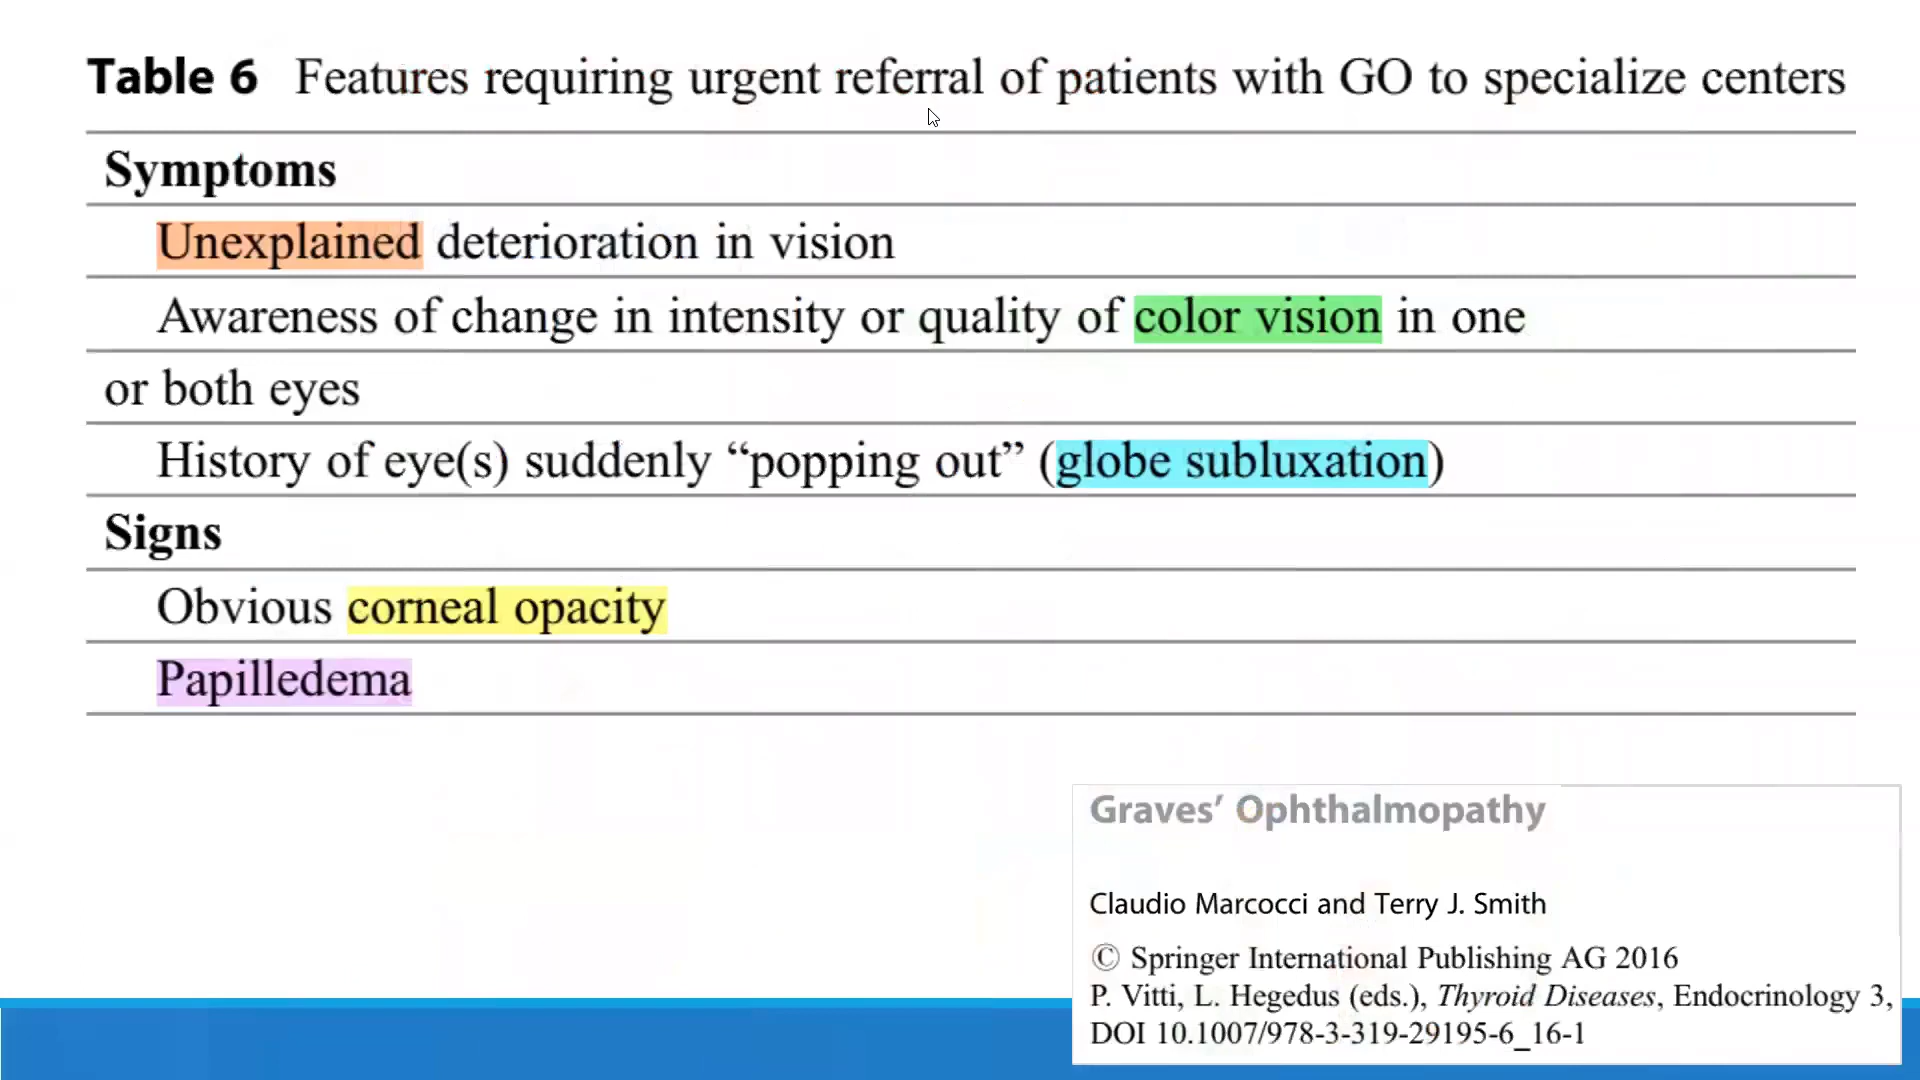 Table 6 Features requiring urgent referral of patients with GO to specialize centers
Symptoms
Unexplained deterioration in vision
Awareness of change in intensity or quality of color vision in one
or both eyes
History of eye(s) suddenly “popping out” (globe subluxation)
Signs
Obvious corneal opacity
Papilledema
Graves’ Ophthalmopathy
Claudio Marcocci and Terry J. Smith
© Springer International Publishing AG 2016
P. Vitti, L. Hegedus (eds.), Thyroid Diseases, Endocrinology 3,
DOI 10.1007/978-3-319-29195-6_16-1